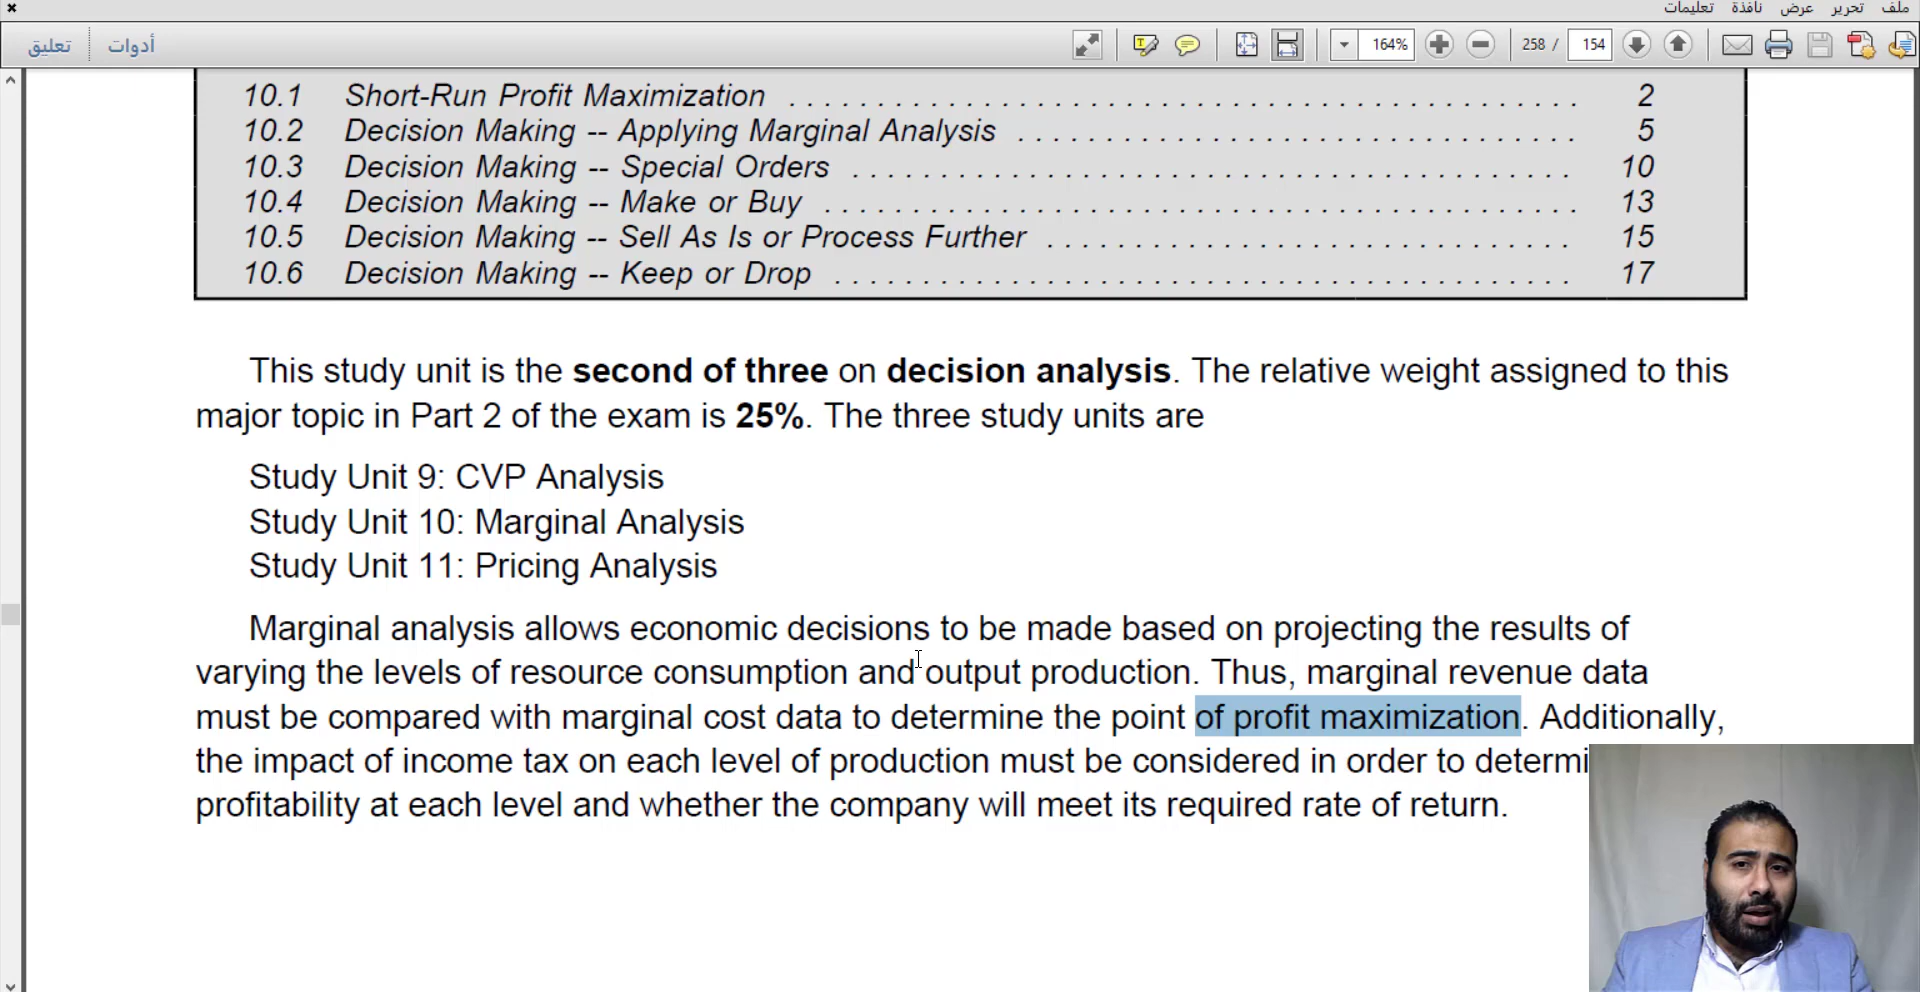 ملف تحرير عرض نافذة تعليمات
تعليق أدوات 164% 258 / 154
10.1 Short-Run Profit Maximization . . . . . . . . . . . . . . . . . . . . . . . . . . . . . . . . . . . . . . . . . . . . . 2
10.2 Decision Making -- Applying Marginal Analysis . . . . . . . . . . . . . . . . . . . . . . . . . . . . . . . . 5
10.3 Decision Making -- Special Orders . . . . . . . . . . . . . . . . . . . . . . . . . . . . . . . . . . . . . . . . . 10
10.4 Decision Making -- Make or Buy . . . . . . . . . . . . . . . . . . . . . . . . . . . . . . . . . . . . . . . . . . . 13
10.5 Decision Making -- Sell As Is or Process Further . . . . . . . . . . . . . . . . . . . . . . . . . . . . . . 15
10.6 Decision Making -- Keep or Drop . . . . . . . . . . . . . . . . . . . . . . . . . . . . . . . . . . . . . . . . . . 17
This study unit is the second of three on decision analysis. The relative weight assigned to this
major topic in Part 2 of the exam is 25%. The three study units are
Study Unit 9: CVP Analysis
Study Unit 10: Marginal Analysis
Study Unit 11: Pricing Analysis
Marginal analysis allows economic decisions to be made based on projecting the results of
varying the levels of resource consumption and output production. Thus, marginal revenue data
must be compared with marginal cost data to determine the point of profit maximization. Additionally,
the impact of income tax on each level of production must be considered in order to determi
profitability at each level and whether the company will meet its required rate of return.